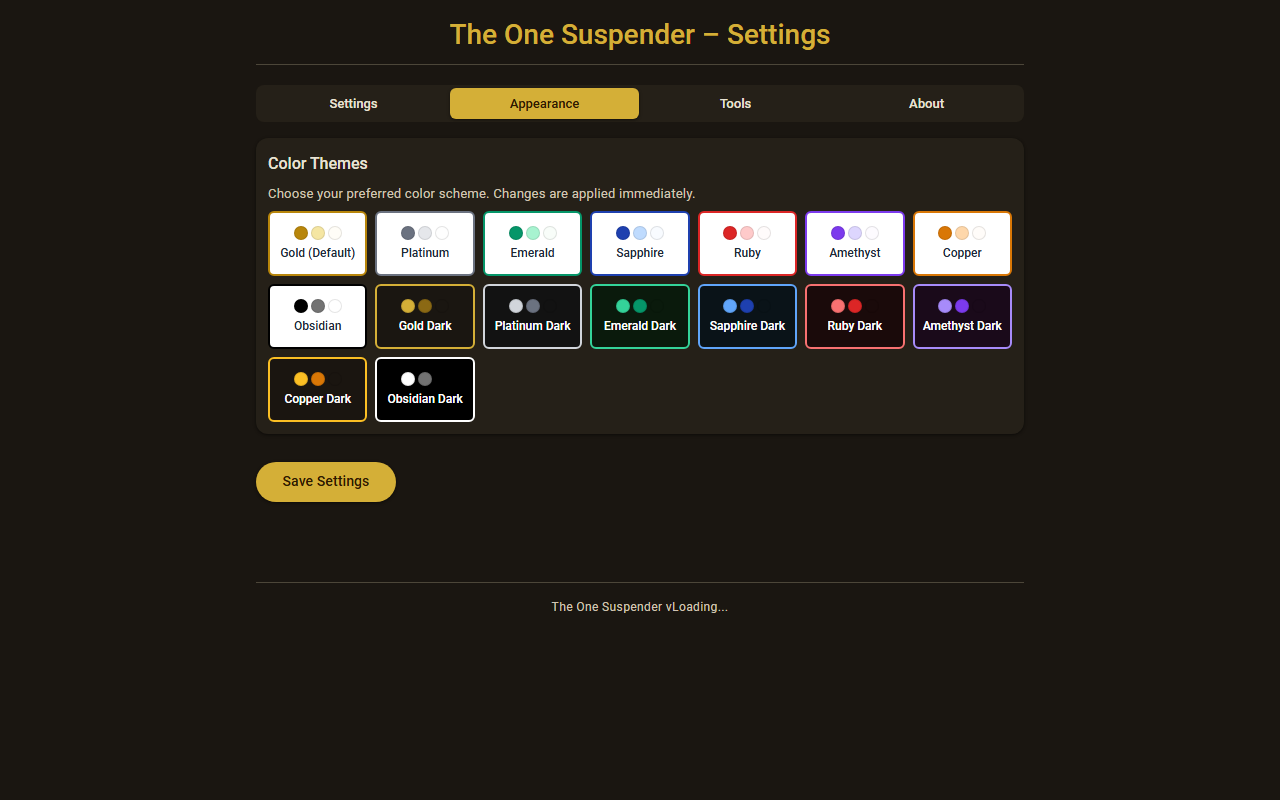 The One Suspender – Settings
Settings Appearance Tools About
Color Themes
Choose your preferred color scheme. Changes are applied immediately.
Gold (Default) Platinum Emerald Sapphire Ruby Amethyst Copper
Obsidian Gold Dark Platinum Dark Emerald Dark Sapphire Dark Ruby Dark Amethyst Dark
Copper Dark Obsidian Dark
Save Settings
The One Suspender vLoading...